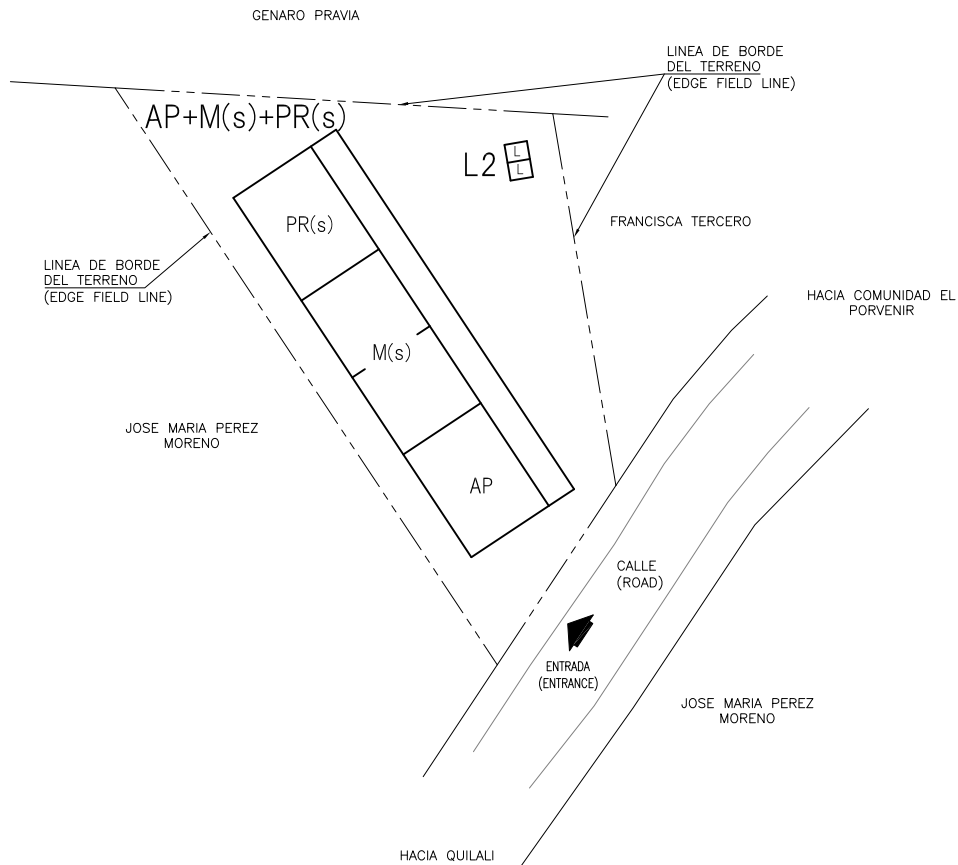 GENARO PRAVIA
LINEA DE BORDE
DEL TERRENO
(EDGE FIELD LINE)
AP+M(s)+PR(s)
L2
L
L
PR(s)
FRANCISCA TERCERO
LINEA DE BORDE
DEL TERRENO
(EDGE FIELD LINE)
HACIA COMUNIDAD EL
PORVENIR
M(s)
JOSE MARIA PEREZ
MORENO
AP
CALLE
(ROAD)
ENTRADA
(ENTRANCE)
JOSE MARIA PEREZ
MORENO
HACIA QUILALI